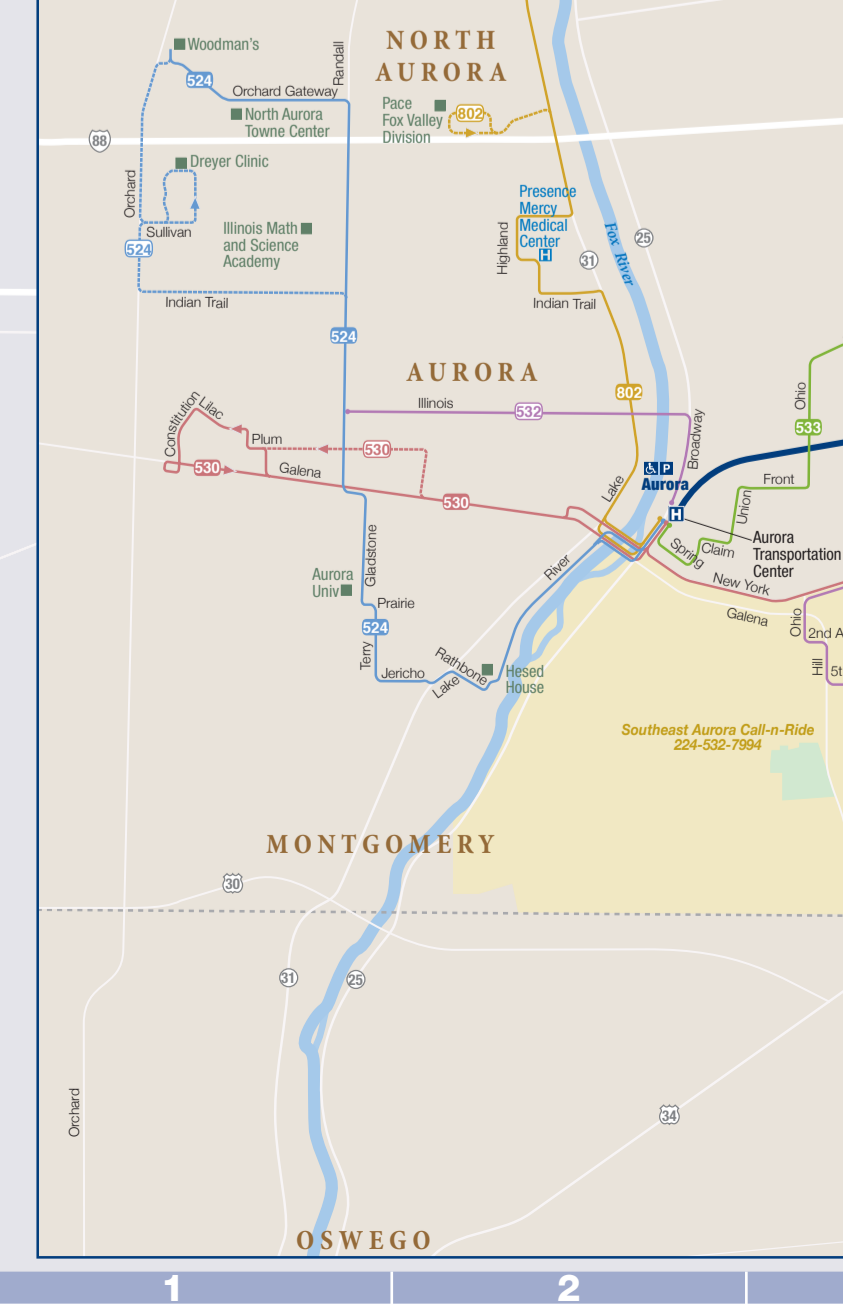 NORTH
AURORA
Woodman's
Randall
524
Orchard Gateway
North Aurora
Towne Center
Pace
Fox Valley
Division
802
88
Dreyer Clinic
Orchard
Sullivan
524
Illinois Math
and Science
Academy
Presence
Mercy
Medical
Center
H
Highland
31
25
Fox River
Indian Trail
Indian Trail
524
AURORA
802
Illinois
532
Ohio
533
Constitution
Lilac
Plum
530
Broadway
530
Galena
530
Lake
P
Aurora
H
Front
Union
Aurora
Transportation
Center
Spring
Claim
New York
Galena
River
Gladstone
Aurora
Univ
Prairie
524
Terry
Jericho
Rathbone
Lake
Hesed
House
Ohio
2nd A
Hill
5t
Southeast Aurora Call-n-Ride
224-532-7994
MONTGOMERY
30
31
25
Orchard
34
OSWEGO
1
2